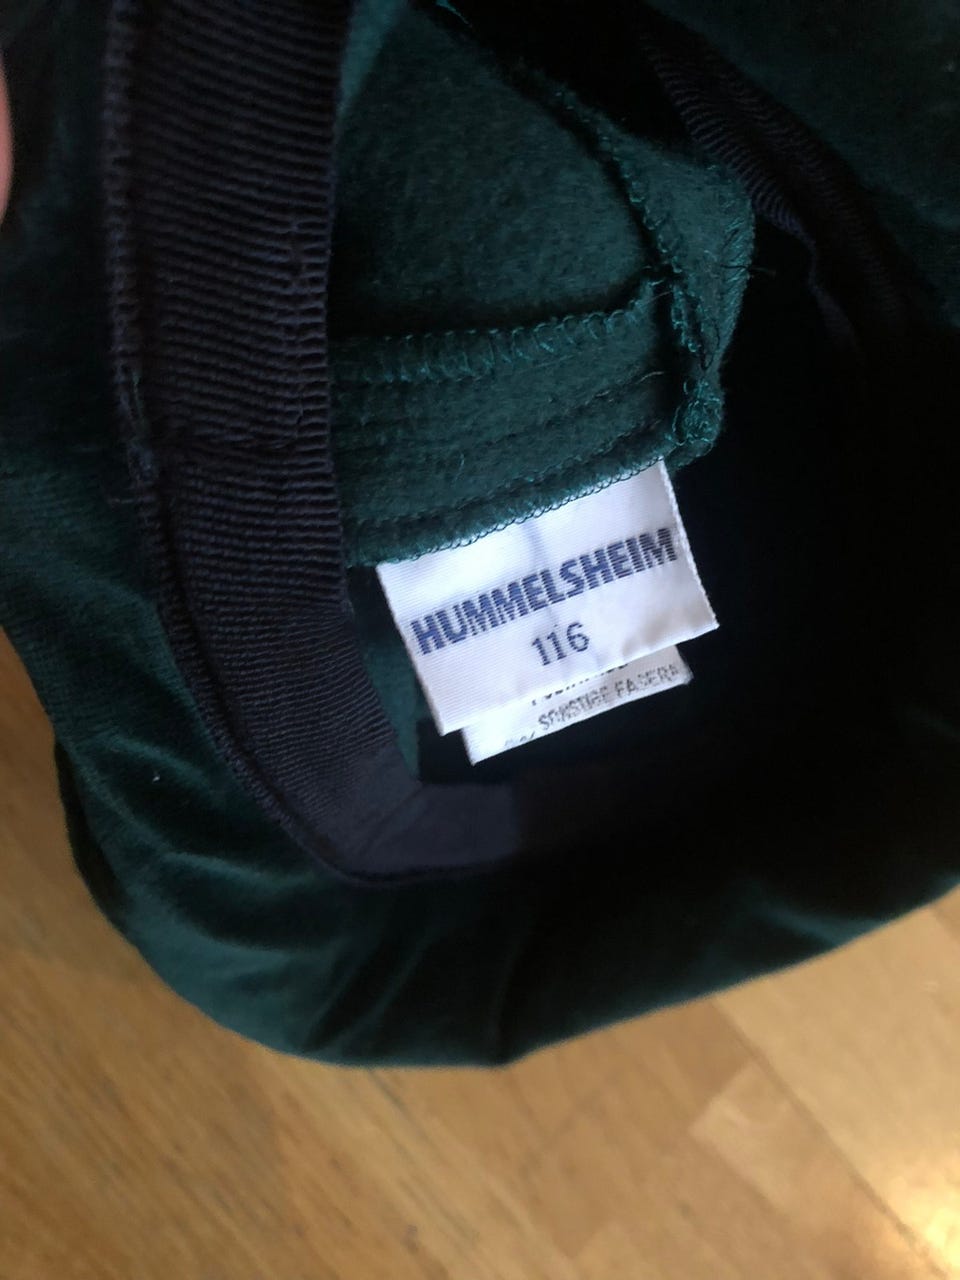 HUMMELSHEIM
116
SONSTIGE FASERN